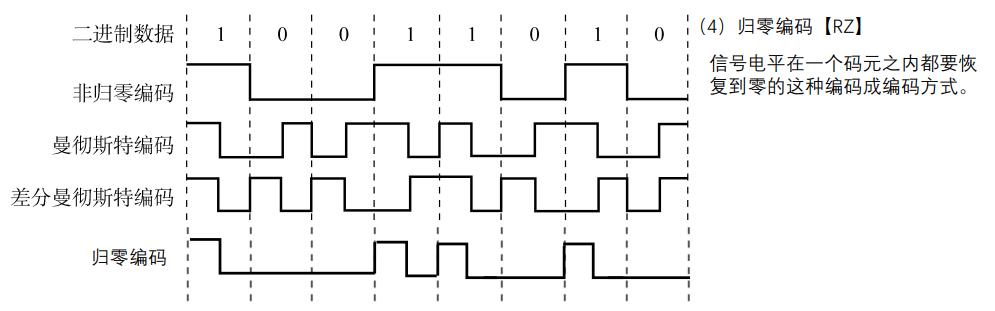 二进制数据 1 0 0 1 1 0 1 0
非归零编码
曼彻斯特编码
差分曼彻斯特编码
归零编码
（4）归零编码【RZ】
信号电平在一个码元之内都要恢
复到零的这种编码成编码方式。